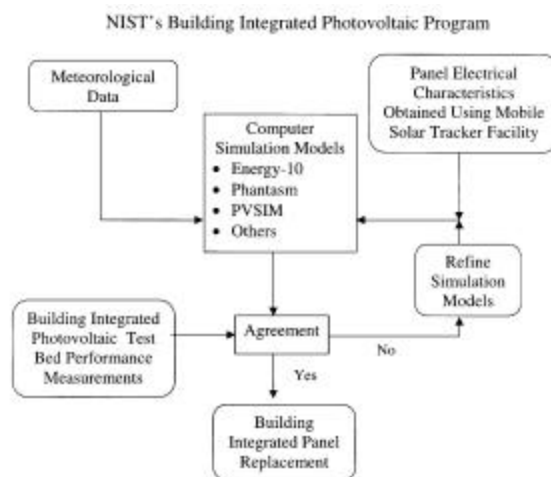 NIST's Building Integrated Photovoltaic Program
Meteorological
Data
Panel Electrical
Characteristics
Obtained Using Mobile
Solar Tracker Facility
Computer
Simulation Models
• Energy-10
• Phantasm
• PVSIM
• Others
Refine
Simulation
Models
Building Integrated
Photovoltaic Test
Bed Performance
Measurements
Agreement
No
Yes
Building
Integrated Panel
Replacement